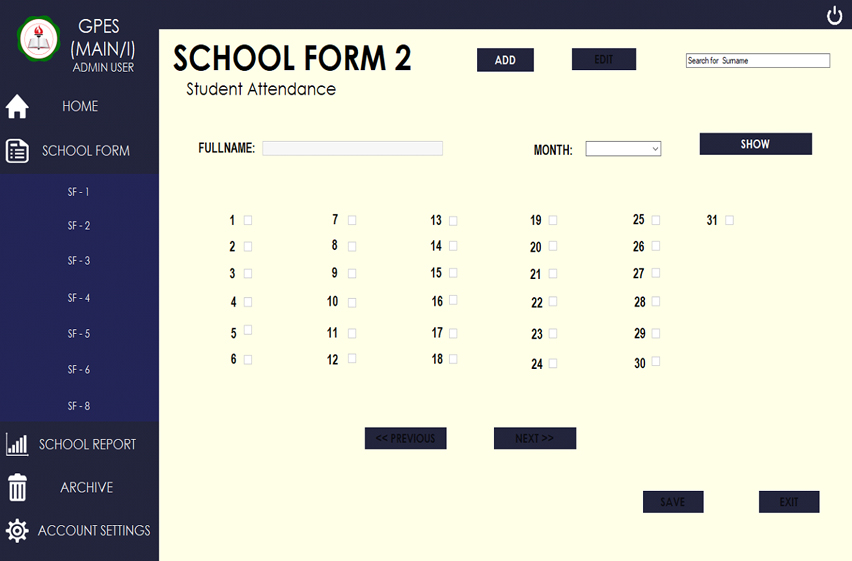 GPES
(MAIN/I)
ADMIN USER
HOME
SCHOOL FORM
SF - 1
SF - 2
SF - 3
SF - 4
SF - 5
SF - 6
SF - 8
SCHOOL REPORT
ARCHIVE
ACCOUNT SETTINGS
SCHOOL FORM 2
Student Attendance
ADD
EDIT
Search for Surname
FULLNAME:
MONTH:
SHOW
1 7 13 19 25 31
2 8 14 20 26
3 9 15 21 27
4 10 16 22 28
5 11 17 23 29
6 12 18 24 30
<< PREVIOUS
NEXT >>
SAVE
EXIT